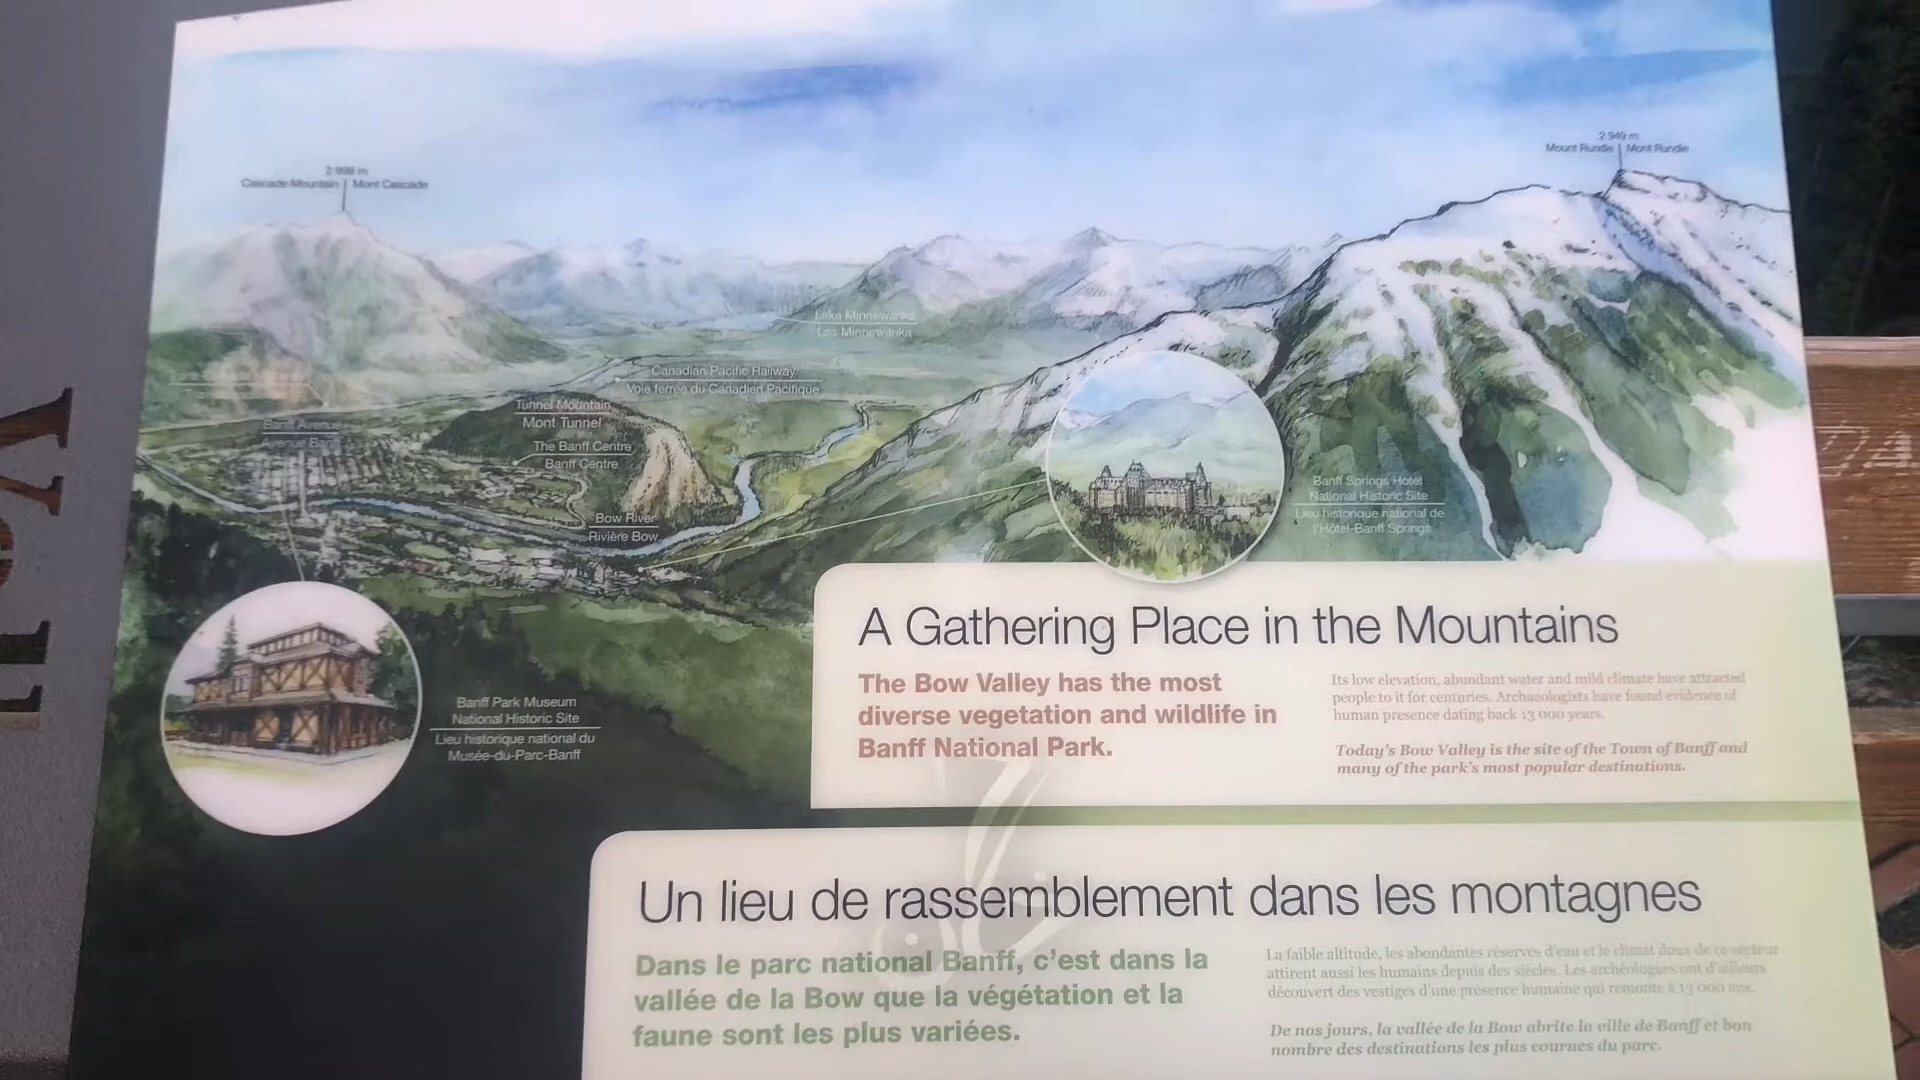 2 998 m
Cascade Mountain | Mont Cascade
2 949 m
Mount Rundle | Mont Rundle
Lake Minnewanka
Lac Minnewanka
Canadian Pacific Railway
Voie ferrée du Canadien Pacifique
Tunnel Mountain
Mont Tunnel
Banff Avenue
Avenue Banff
The Banff Centre
Banff Centre
Bow River
Rivière Bow
Banff Springs Hotel
National Historic Site
Lieu historique national de
l'Hôtel-Banff Springs
Banff Park Museum
National Historic Site
Lieu historique national du
Musée-du-Parc-Banff
A Gathering Place in the Mountains
The Bow Valley has the most
diverse vegetation and wildlife in
Banff National Park.
Its low elevation, abundant water and mild climate have attracted
people to it for centuries. Archaeologists have found evidence of
human presence dating back 13 000 years.
Today's Bow Valley is the site of the Town of Banff and
many of the park's most popular destinations.
Un lieu de rassemblement dans les montagnes
Dans le parc national Banff, c'est dans la
vallée de la Bow que la végétation et la
faune sont les plus variées.
La faible altitude, les abondantes réserves d'eau et le climat doux de ce secteur
attirent aussi les humains depuis des siècles. Les archéologues ont d'ailleurs
découvert des vestiges d'une présence humaine qui remonte à 13 000 ans.
De nos jours, la vallée de la Bow abrite la ville de Banff et bon
nombre des destinations les plus courues du parc.